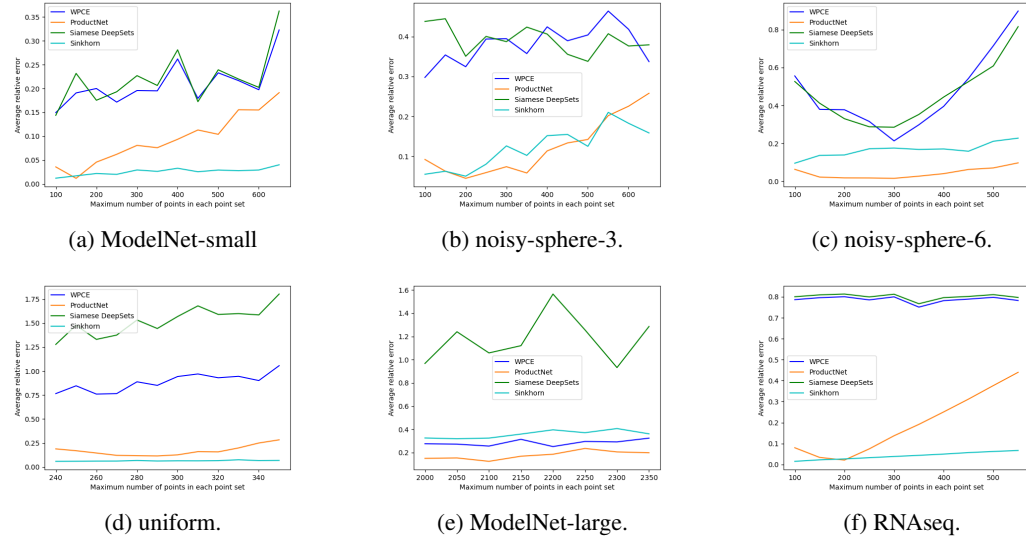 0.35
0.30
0.25
0.20
0.15
0.10
0.05
0.00
Average relative error
WPCE
ProductNet
Siamese DeepSets
Sinkhorn
100 200 300 400 500 600
Maximum number of points in each point set
(a) ModelNet-small
0.4
0.3
0.2
0.1
Average relative error
WPCE
ProductNet
Siamese DeepSets
Sinkhorn
100 200 300 400 500 600
Maximum number of points in each point set
(b) noisy-sphere-3.
0.8
0.6
0.4
0.2
0.0
Average relative error
WPCE
ProductNet
Siamese DeepSets
Sinkhorn
100 200 300 400 500
Maximum number of points in each point set
(c) noisy-sphere-6.
1.75
1.50
1.25
1.00
0.75
0.50
0.25
0.00
Average relative error
WPCE
ProductNet
Siamese DeepSets
Sinkhorn
240 260 280 300 320 340
Maximum number of points in each point set
(d) uniform.
1.6
1.4
1.2
1.0
0.8
0.6
0.4
0.2
Average relative error
WPCE
ProductNet
Siamese DeepSets
Sinkhorn
2000 2050 2100 2150 2200 2250 2300 2350
Maximum number of points in each point set
(e) ModelNet-large.
0.8
0.7
0.6
0.5
0.4
0.3
0.2
0.1
0.0
Average relative error
WPCE
ProductNet
Siamese DeepSets
Sinkhorn
100 200 300 400 500
Maximum number of points in each point set
(f) RNAseq.